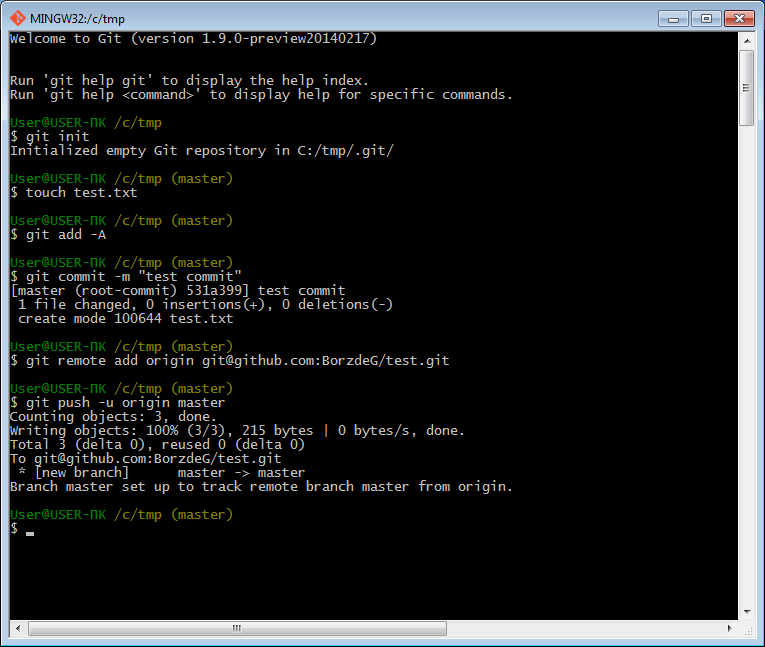 MINGW32:/c/tmp
Welcome to Git (version 1.9.0-preview20140217)
Run 'git help git' to display the help index.
Run 'git help <command>' to display help for specific commands.
User@USER-ПК /c/tmp
$ git init
Initialized empty Git repository in C:/tmp/.git/
User@USER-ПК /c/tmp (master)
$ touch test.txt
User@USER-ПК /c/tmp (master)
$ git add -A
User@USER-ПК /c/tmp (master)
$ git commit -m "test commit"
[master (root-commit) 531a399] test commit
 1 file changed, 0 insertions(+), 0 deletions(-)
 create mode 100644 test.txt
User@USER-ПК /c/tmp (master)
$ git remote add origin git@github.com:BorzdeG/test.git
User@USER-ПК /c/tmp (master)
$ git push -u origin master
Counting objects: 3, done.
Writing objects: 100% (3/3), 215 bytes | 0 bytes/s, done.
Total 3 (delta 0), reused 0 (delta 0)
To git@github.com:BorzdeG/test.git
 * [new branch]      master -> master
Branch master set up to track remote branch master from origin.
User@USER-ПК /c/tmp (master)
$